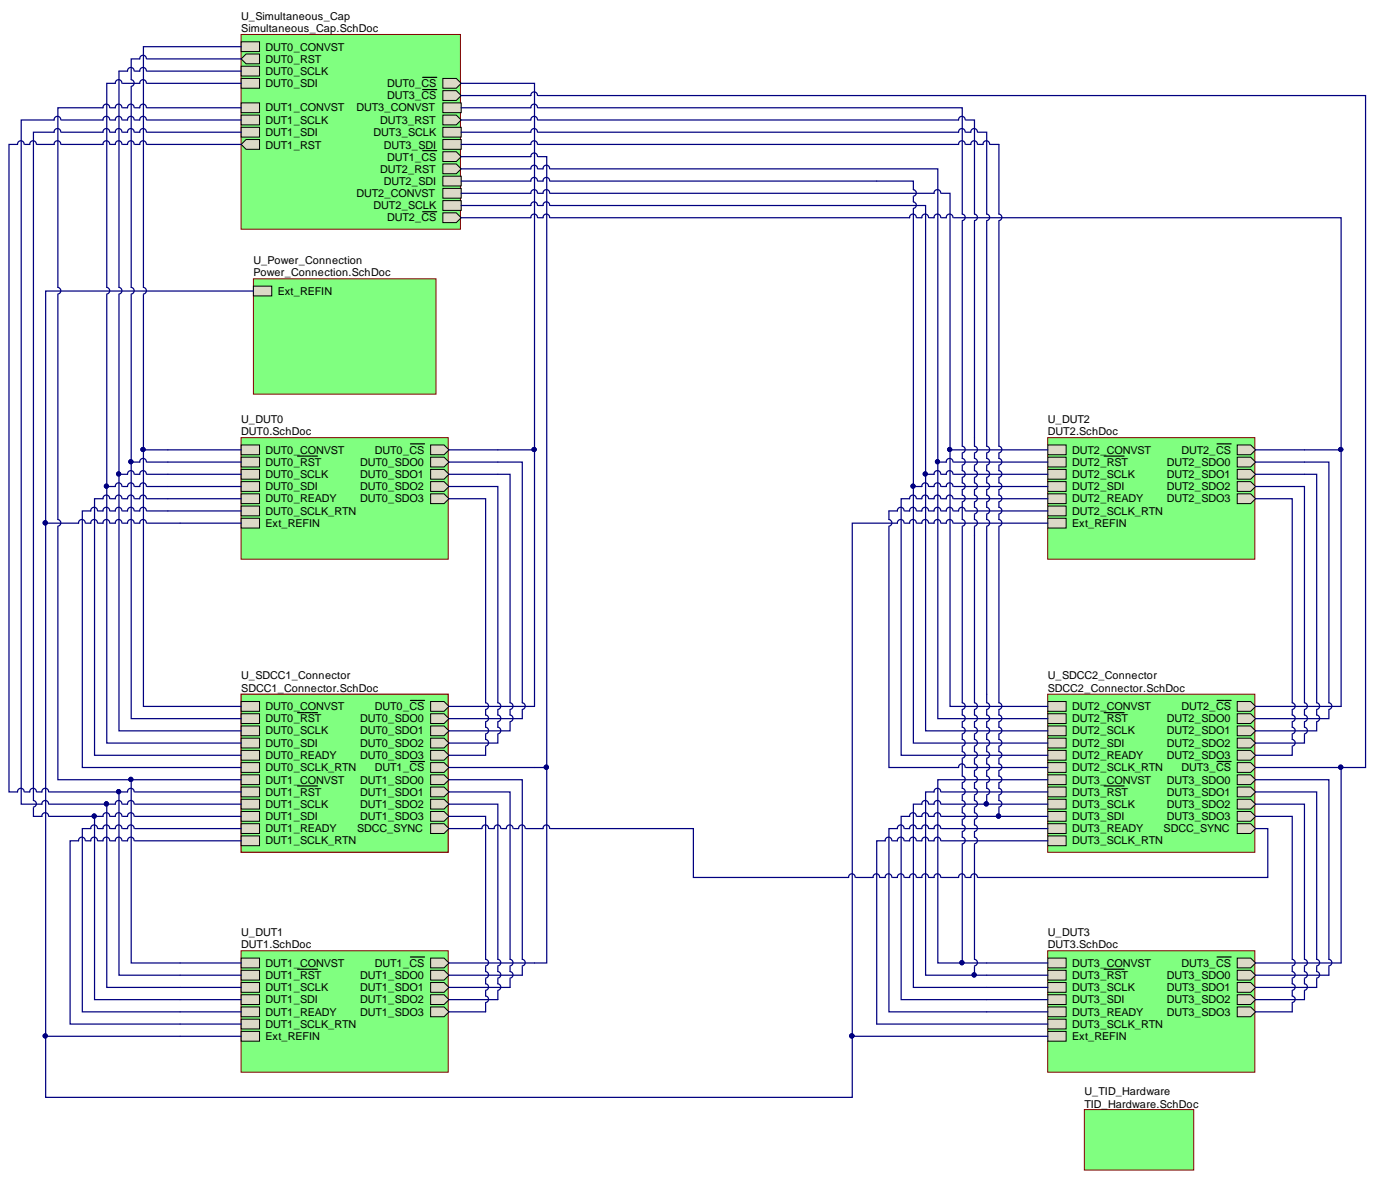 U_Simultaneous_Cap
Simultaneous_Cap.SchDoc
DUT0_CONVST
DUT0_RST
DUT0_SCLK
DUT0_SDI
DUT1_CONVST
DUT1_SCLK
DUT1_SDI
DUT1_RST
DUT0_CS
DUT3_CS
DUT3_CONVST
DUT3_RST
DUT3_SCLK
DUT3_SDI
DUT1_CS
DUT2_RST
DUT2_SDI
DUT2_CONVST
DUT2_SCLK
DUT2_CS
U_Power_Connection
Power_Connection.SchDoc
Ext_REFIN
U_DUT0
DUT0.SchDoc
DUT0_CONVST
DUT0_RST
DUT0_SCLK
DUT0_SDI
DUT0_READY
DUT0_SCLK_RTN
Ext_REFIN
DUT0_CS
DUT0_SDO0
DUT0_SDO1
DUT0_SDO2
DUT0_SDO3
U_DUT2
DUT2.SchDoc
DUT2_CONVST
DUT2_RST
DUT2_SCLK
DUT2_SDI
DUT2_READY
DUT2_SCLK_RTN
Ext_REFIN
DUT2_CS
DUT2_SDO0
DUT2_SDO1
DUT2_SDO2
DUT2_SDO3
U_SDCC1_Connector
SDCC1_Connector.SchDoc
DUT0_CONVST
DUT0_RST
DUT0_SCLK
DUT0_SDI
DUT0_READY
DUT0_SCLK_RTN
DUT1_CONVST
DUT1_RST
DUT1_SCLK
DUT1_SDI
DUT1_READY
DUT1_SCLK_RTN
DUT0_CS
DUT0_SDO0
DUT0_SDO1
DUT0_SDO2
DUT0_SDO3
DUT1_CS
DUT1_SDO0
DUT1_SDO1
DUT1_SDO2
DUT1_SDO3
SDCC_SYNC
U_SDCC2_Connector
SDCC2_Connector.SchDoc
DUT2_CONVST
DUT2_RST
DUT2_SCLK
DUT2_SDI
DUT2_READY
DUT2_SCLK_RTN
DUT3_CONVST
DUT3_RST
DUT3_SCLK
DUT3_SDI
DUT3_READY
DUT3_SCLK_RTN
DUT2_CS
DUT2_SDO0
DUT2_SDO1
DUT2_SDO2
DUT2_SDO3
DUT3_CS
DUT3_SDO0
DUT3_SDO1
DUT3_SDO2
DUT3_SDO3
SDCC_SYNC
U_DUT1
DUT1.SchDoc
DUT1_CONVST
DUT1_RST
DUT1_SCLK
DUT1_SDI
DUT1_READY
DUT1_SCLK_RTN
Ext_REFIN
DUT1_CS
DUT1_SDO0
DUT1_SDO1
DUT1_SDO2
DUT1_SDO3
U_DUT3
DUT3.SchDoc
DUT3_CONVST
DUT3_RST
DUT3_SCLK
DUT3_SDI
DUT3_READY
DUT3_SCLK_RTN
Ext_REFIN
DUT3_CS
DUT3_SDO0
DUT3_SDO1
DUT3_SDO2
DUT3_SDO3
U_TID_Hardware
TID_Hardware.SchDoc